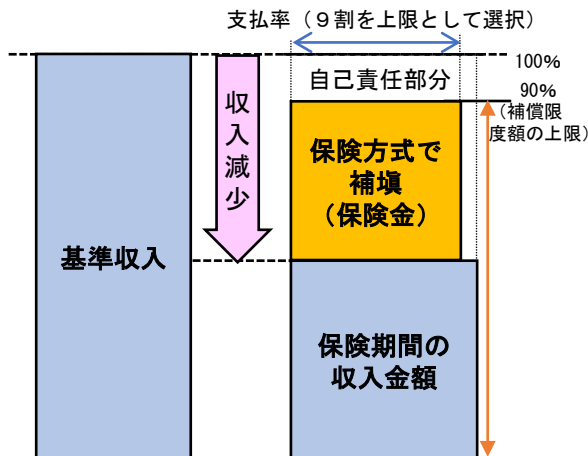 支払率（９割を上限として選択）
100%
自己責任部分
90%
（補償限
度額の上限）
収入減少
保険方式で
補塡
（保険金）
基準収入
保険期間の
収入金額